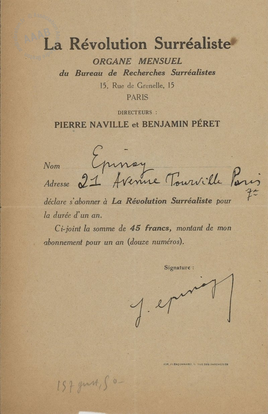 La Révolution Surréaliste
ORGANE MENSUEL
du Bureau de Recherches Surréalistes
15, Rue de Grenelle, 15
PARIS
DIRECTEURS :
PIERRE NAVILLE et BENJAMIN PÉRET
Nom Epinay
Adresse 21 Avenue Tourville Paris
7e
déclare s'abonner à La Révolution Surréaliste pour
la durée d'un an.
Ci-joint la somme de 45 francs, montant de mon
abonnement pour un an (douze numéros).
Signature :
J. Epinay